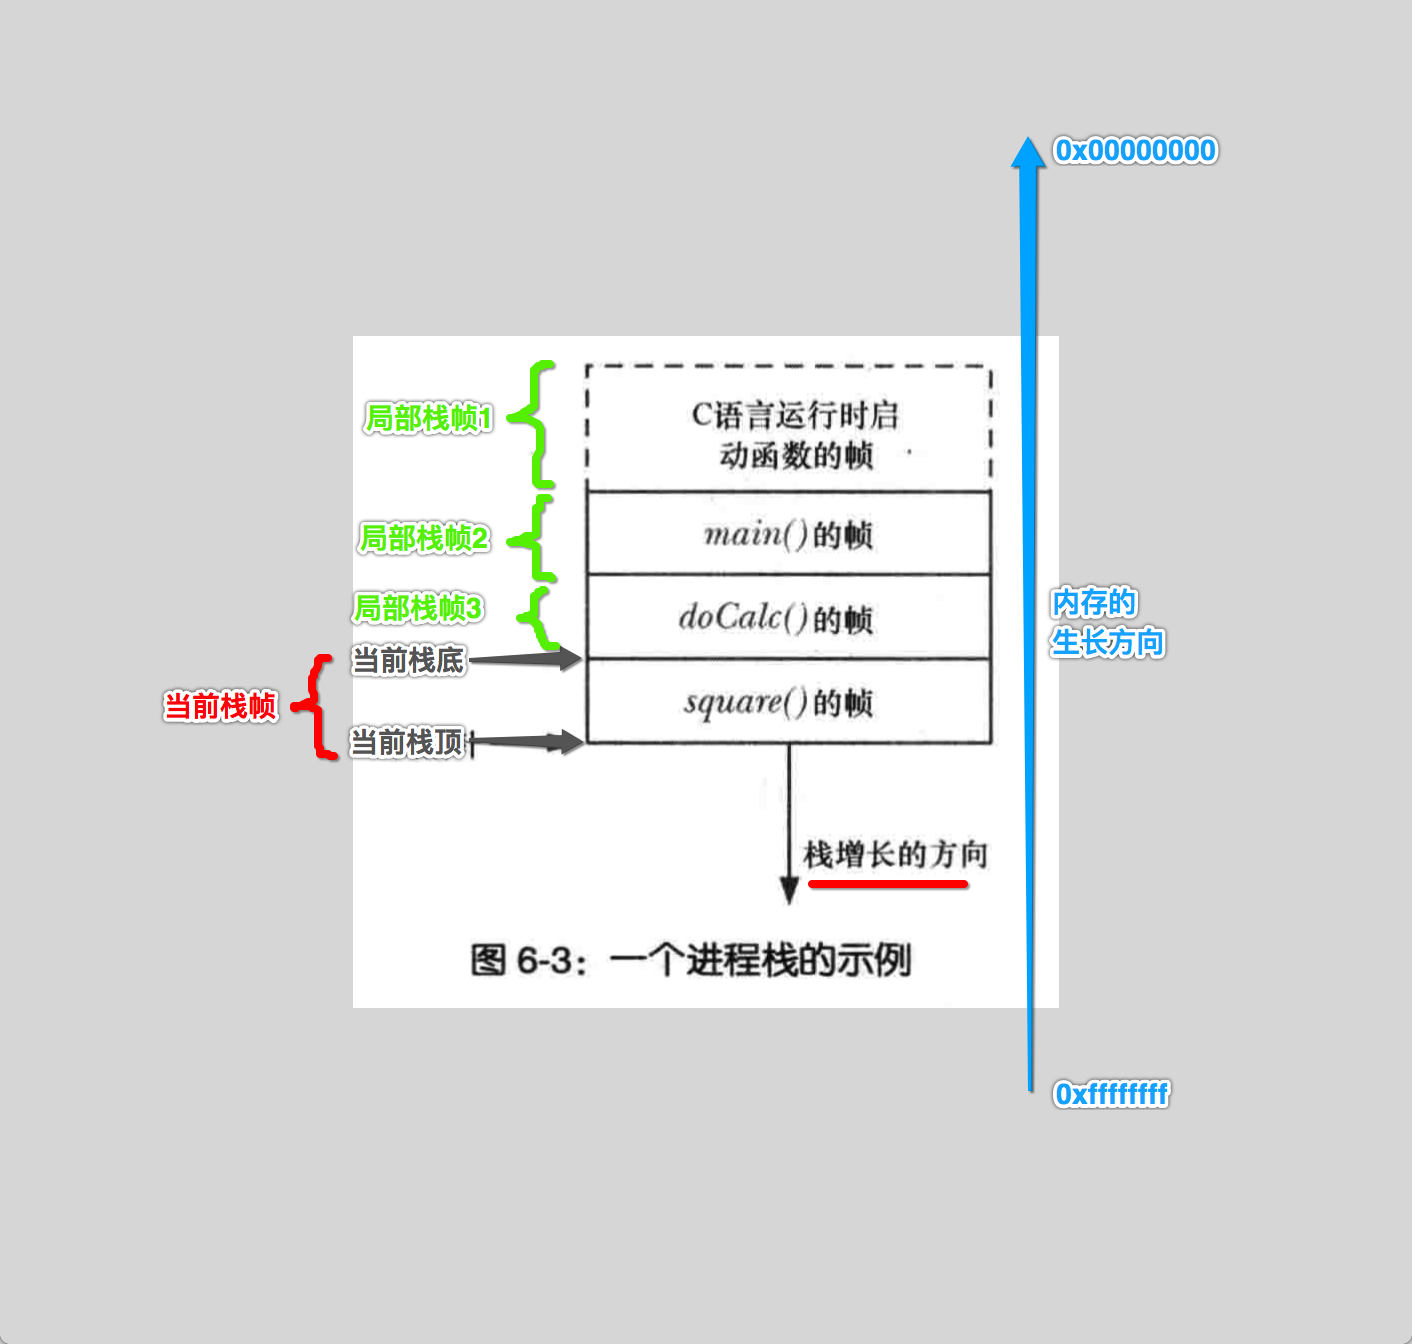 0x00000000
局部栈帧1
C语言运行时启
动函数的帧
局部栈帧2
main()的帧
内存的
生长方向
局部栈帧3
doCalc()的帧
当前栈底
当前栈帧
square()的帧
当前栈顶
栈增长的方向
图 6-3：一个进程栈的示例
0xffffffff